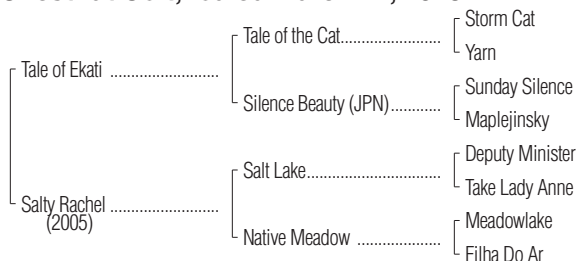 Tale of the Cat..................... Storm Cat
Yarn
Tale of Ekati .......................
Silence Beauty (JPN)........... Sunday Silence
Maplejinsky
Salt Lake............................. Deputy Minister
Take Lady Anne
Salty Rachel .......................
(2005)
Native Meadow ................. Meadowlake
Filha Do Ar